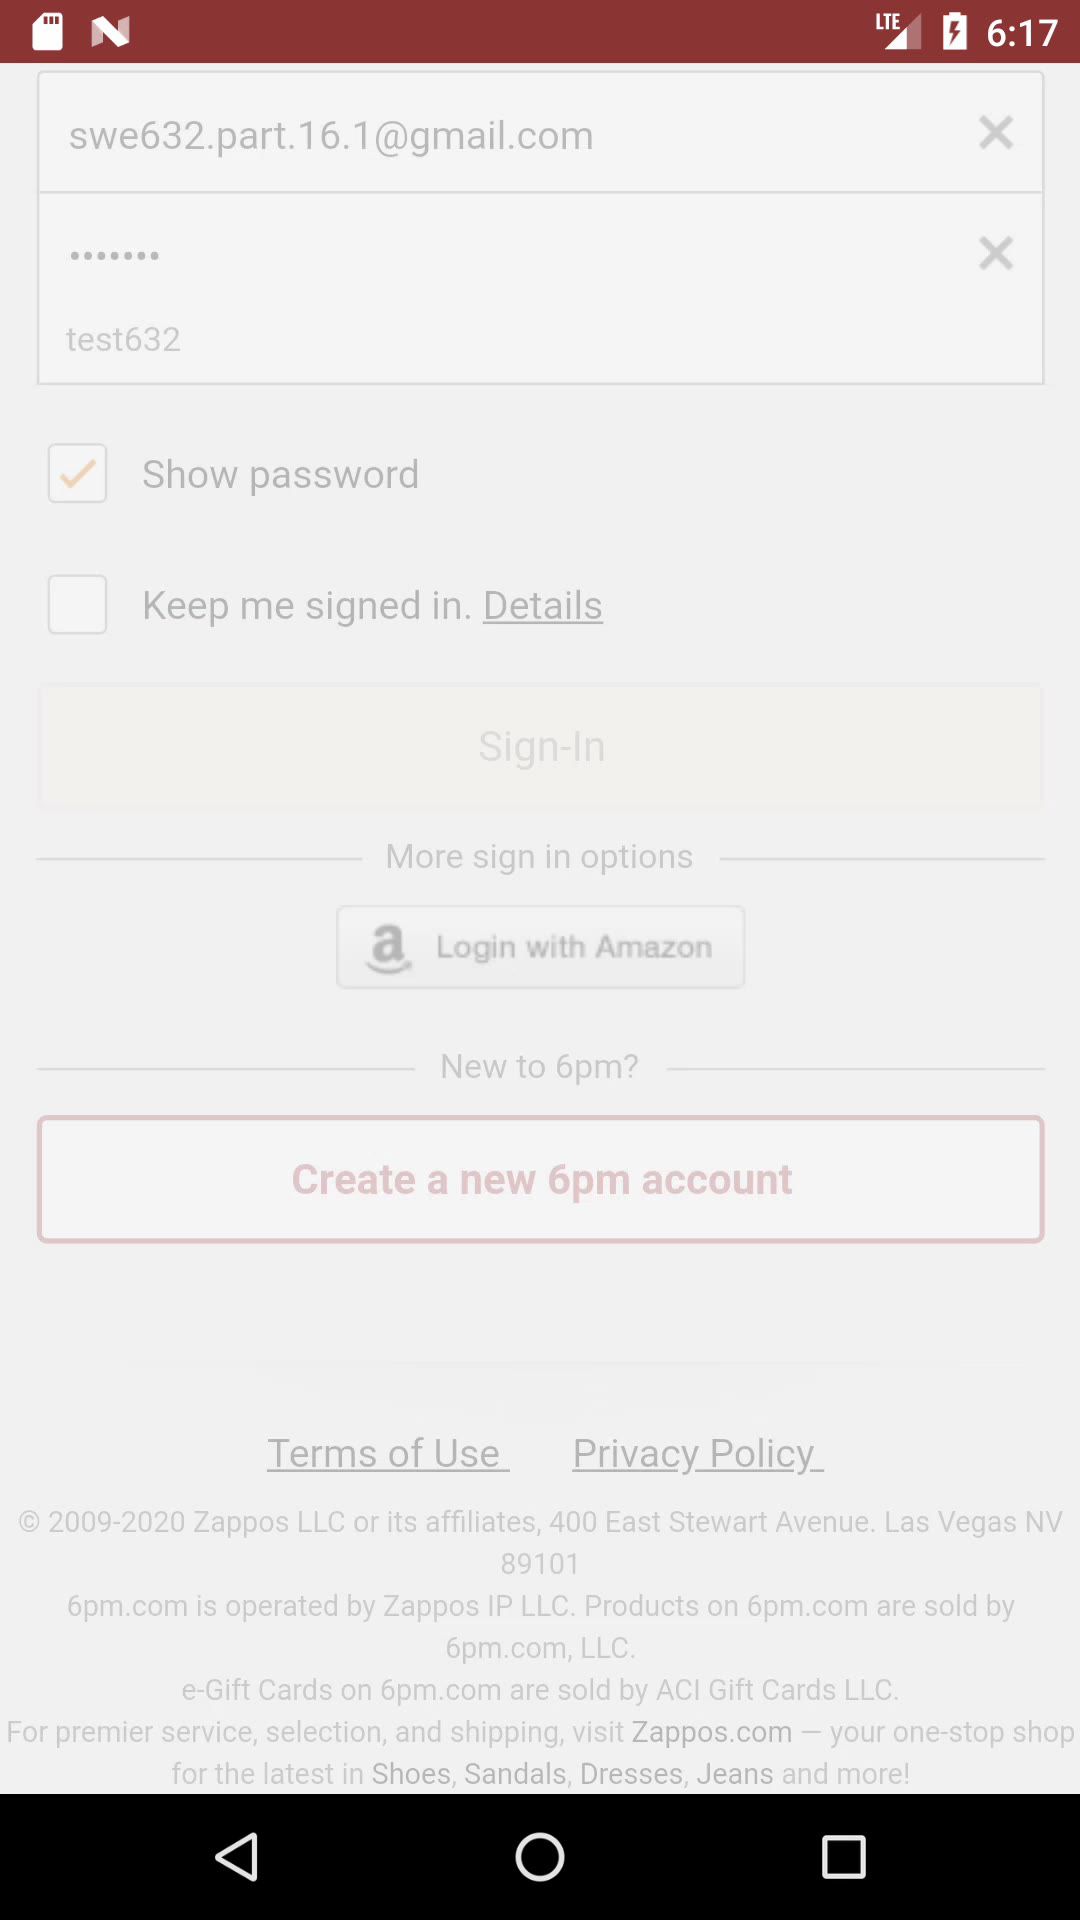 LTE 6:17
swe632.part.16.1@gmail.com
•••••••
test632
Show password
Keep me signed in. Details
Sign-In
More sign in options
a Login with Amazon
New to 6pm?
Create a new 6pm account
Terms of Use Privacy Policy
© 2009-2020 Zappos LLC or its affiliates, 400 East Stewart Avenue. Las Vegas NV
89101
6pm.com is operated by Zappos IP LLC. Products on 6pm.com are sold by
6pm.com, LLC.
e-Gift Cards on 6pm.com are sold by ACI Gift Cards LLC.
For premier service, selection, and shipping, visit Zappos.com — your one-stop shop
for the latest in Shoes, Sandals, Dresses, Jeans and more!